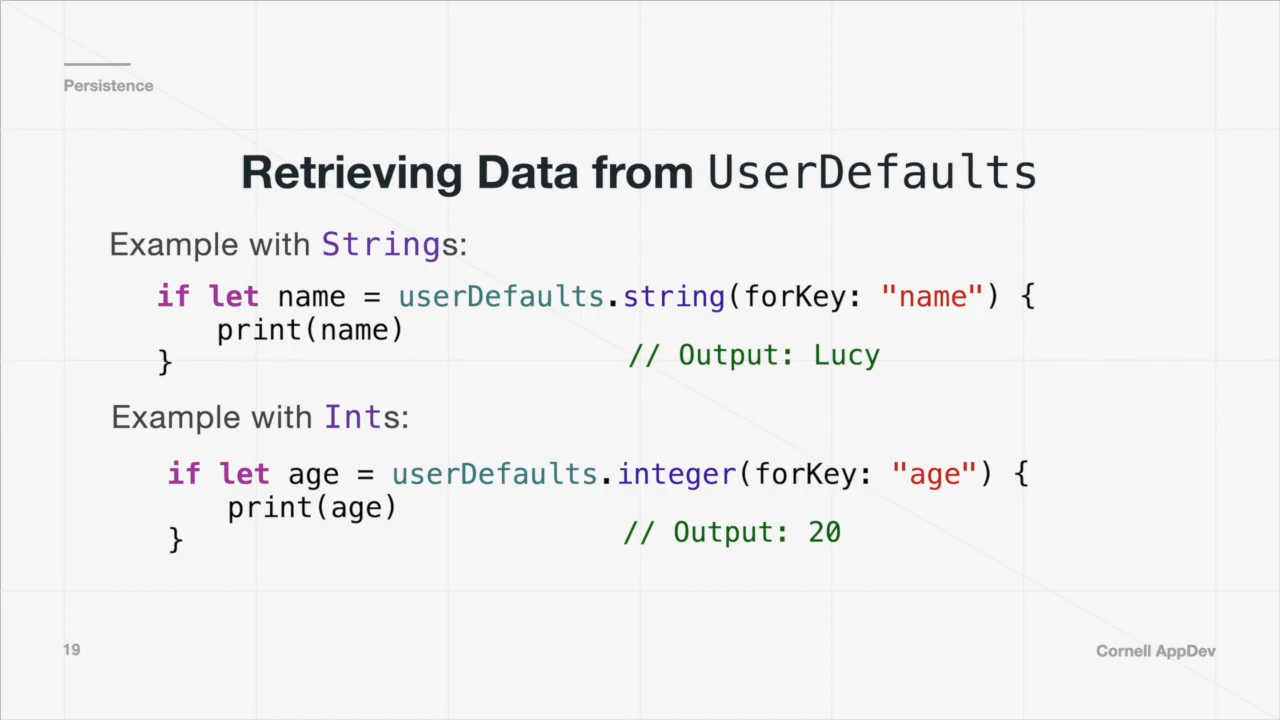 Persistence
Retrieving Data from UserDefaults
Example with Strings:
if let name = userDefaults.string(forKey: "name") {
print(name)
}
// Output: Lucy
Example with Ints:
if let age = userDefaults.integer(forKey: "age") {
print(age)
}
// Output: 20
19
Cornell AppDev